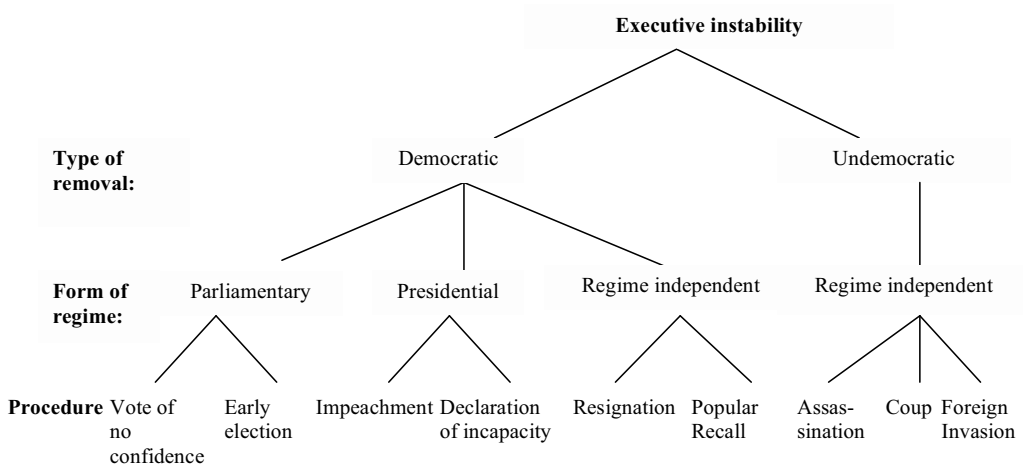 Executive instability
Type of removal:
Democratic
Undemocratic
Form of regime:
Parliamentary
Presidential
Regime independent
Regime independent
Procedure
Vote of
no
confidence
Early
election
Impeachment
Declaration
of incapacity
Resignation
Popular
Recall
Assas-
sination
Coup
Foreign
Invasion